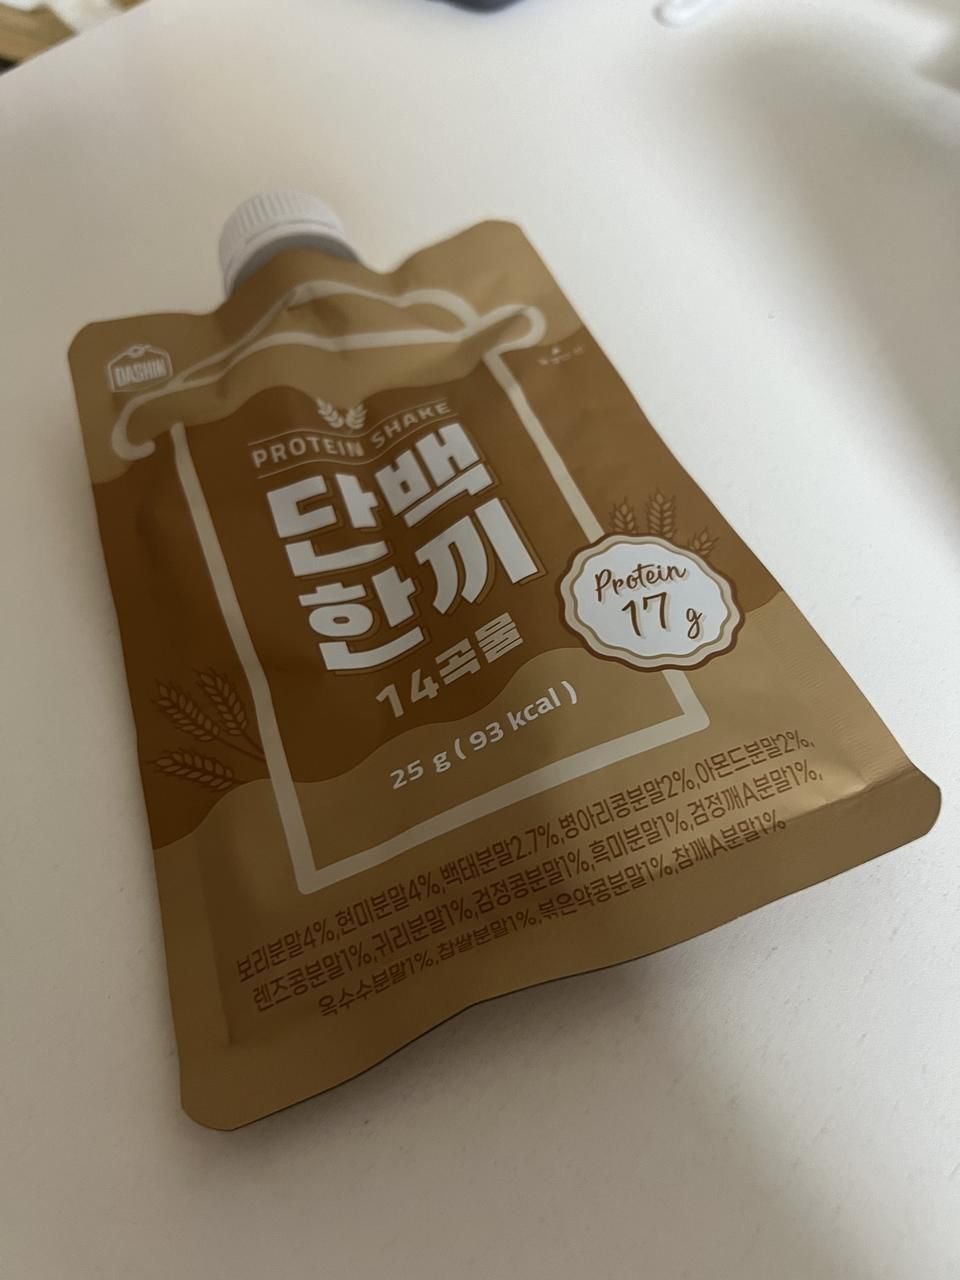 DASHIN
PROTEIN SHAKE
단백
한끼
14곡물
25 g ( 93 kcal )
Protein
17 g
보리분말4%,현미분말4%,백태분말2.7%,병아리콩분말2%,아몬드분말2%,
렌즈콩분말1%,귀리분말1%,검정콩분말1%,흑미분말1%,검정깨A분말1%,
옥수수분말1%,찹쌀분말1%,볶은약콩분말1%,참깨A분말1%